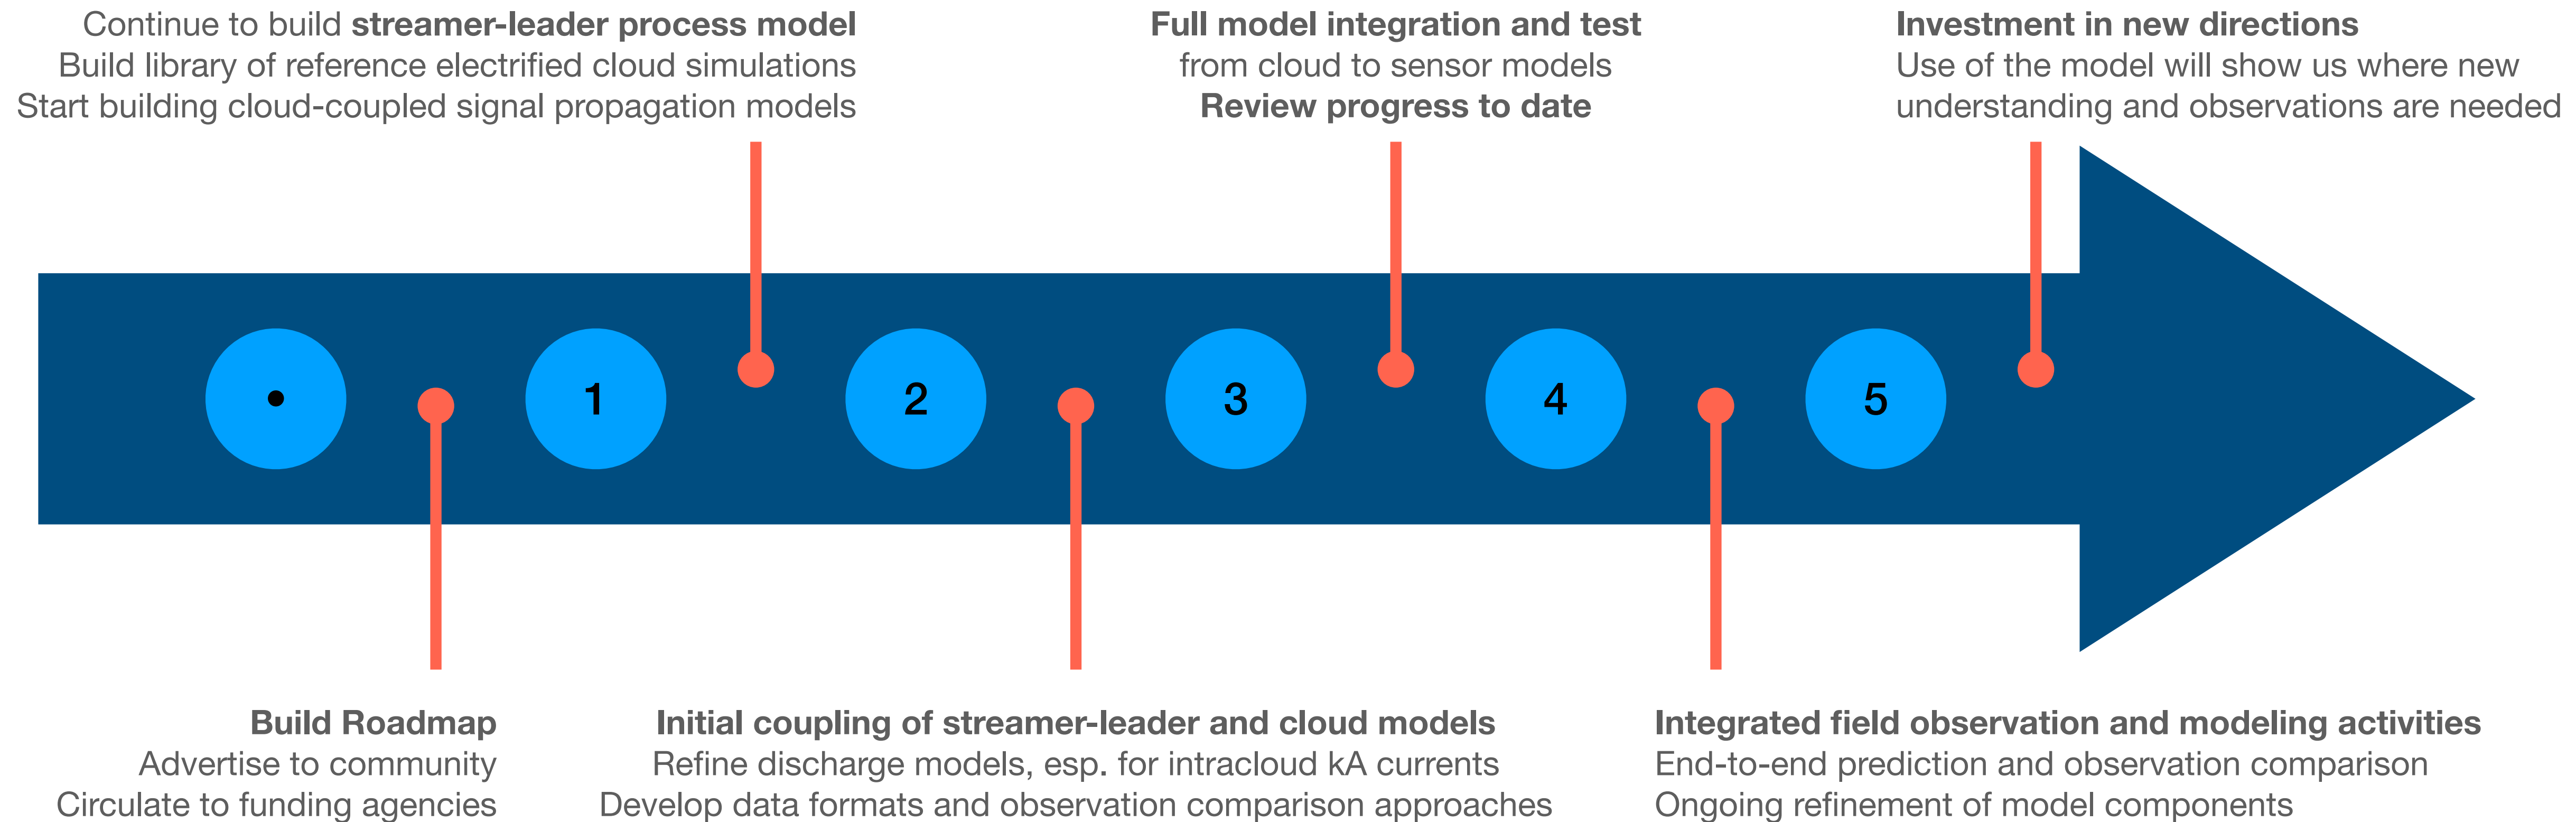 Continue to build streamer-leader process model
Build library of reference electrified cloud simulations
Start building cloud-coupled signal propagation models
Full model integration and test
from cloud to sensor models
Review progress to date
Investment in new directions
Use of the model will show us where new
understanding and observations are needed
•
1
2
3
4
5
Build Roadmap
Advertise to community
Circulate to funding agencies
Initial coupling of streamer-leader and cloud models
Refine discharge models, esp. for intracloud kA currents
Develop data formats and observation comparison approaches
Integrated field observation and modeling activities
End-to-end prediction and observation comparison
Ongoing refinement of model components